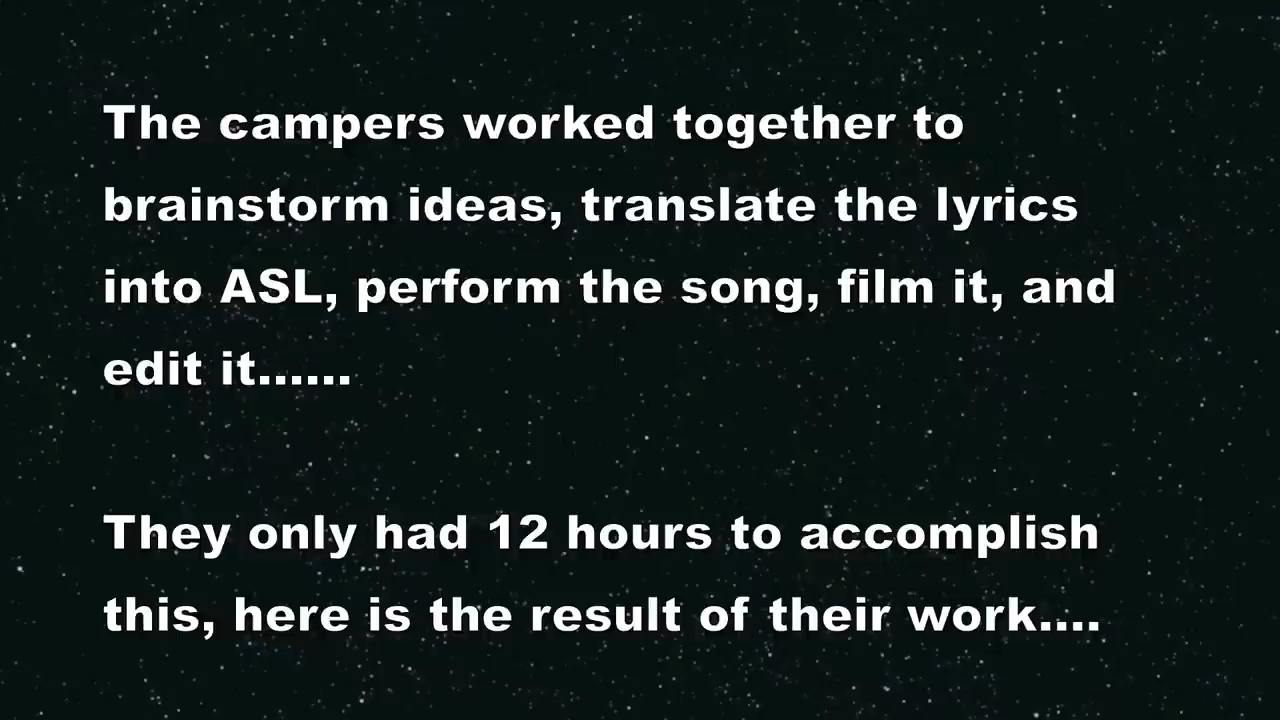 The campers worked together to
brainstorm ideas, translate the lyrics
into ASL, perform the song, film it, and
edit it......
They only had 12 hours to accomplish
this, here is the result of their work....